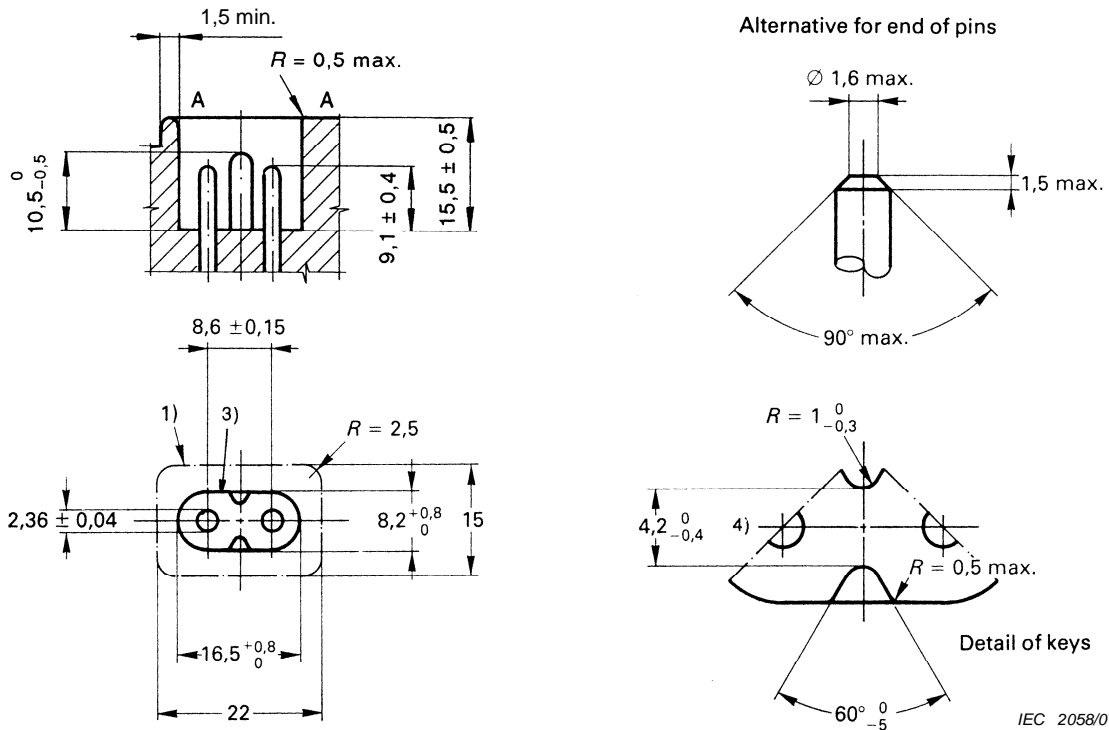 1,5 min.
R = 0,5 max.
A
A
10,5 0 -0,5
9,1 ± 0,4
15,5 ± 0,5
Alternative for end of pins
Ø 1,6 max.
1,5 max.
90° max.
8,6 ±0,15
1)
3)
R = 2,5
2,36 ± 0,04
8,2 +0,8 0
15
16,5 +0,8 0
22
R = 1 0 -0,3
4,2 0 -0,4
4)
R = 0,5 max.
Detail of keys
60° 0 -5
IEC 2058/0